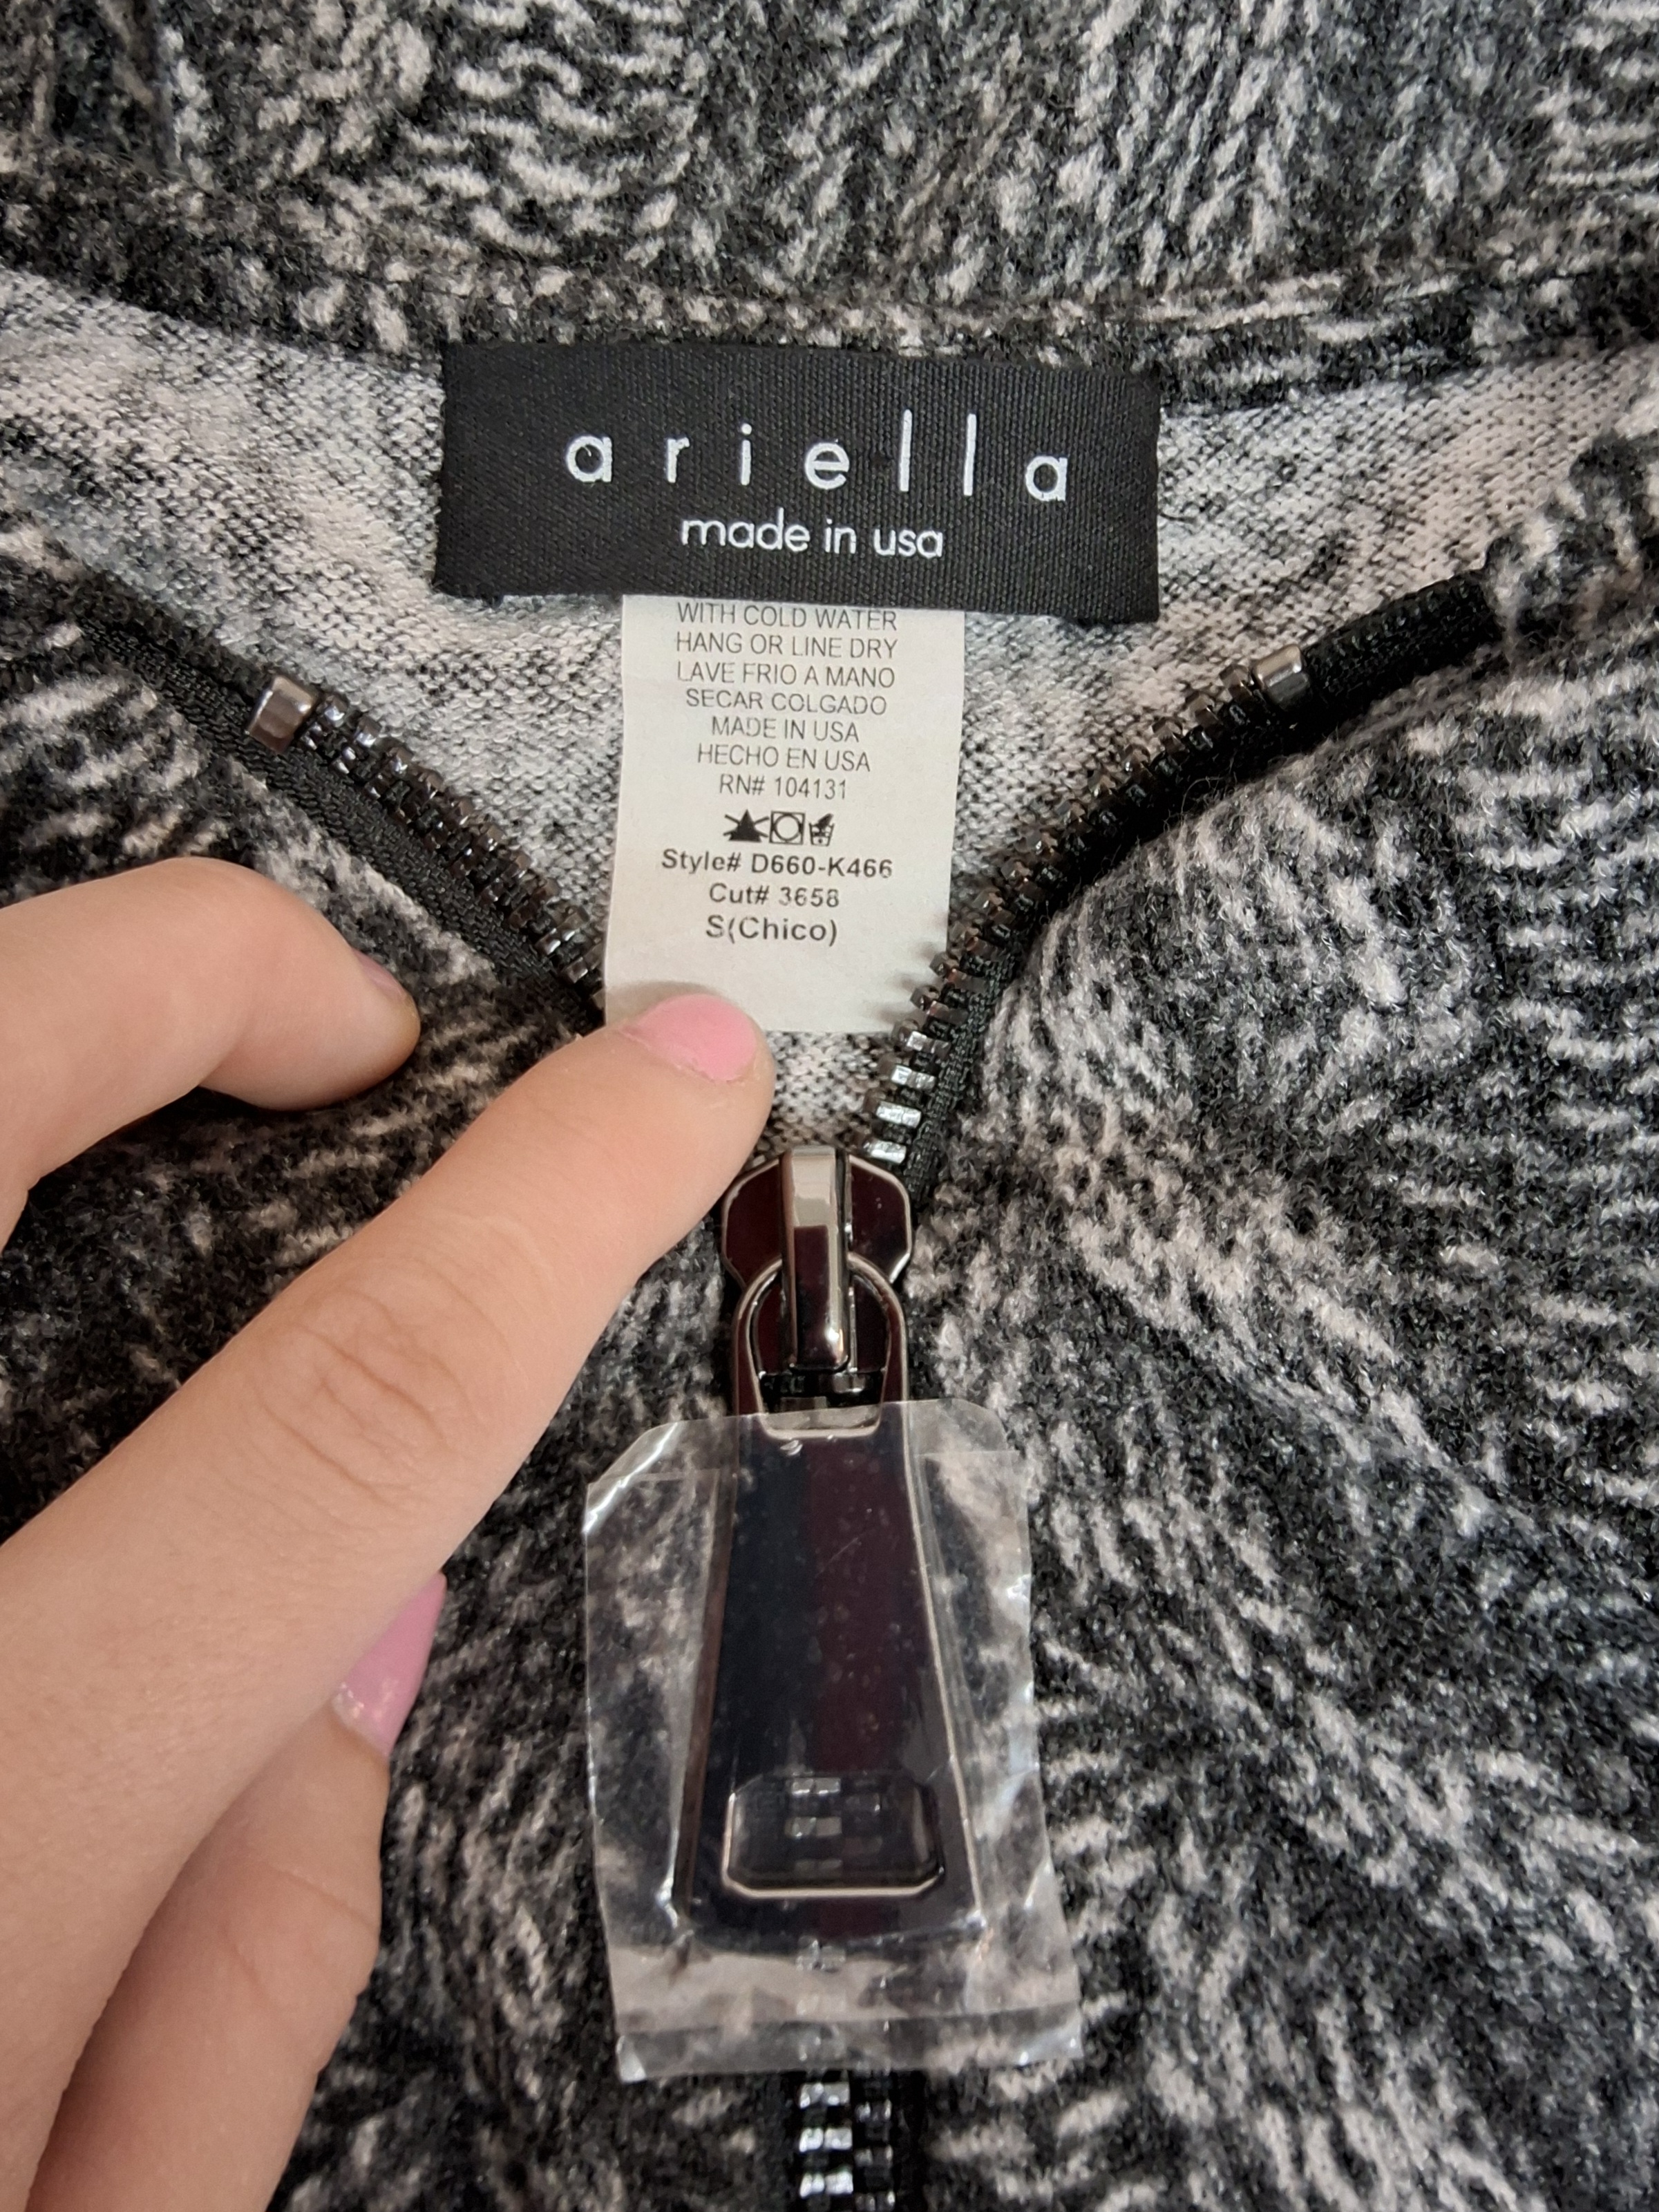 ariella
made in usa
WITH COLD WATER
HANG OR LINE DRY
LAVE FRIO A MANO
SECAR COLGADO
MADE IN USA
HECHO EN USA
RN# 104131
Style# D660-K466
Cut# 3658
S(Chico)